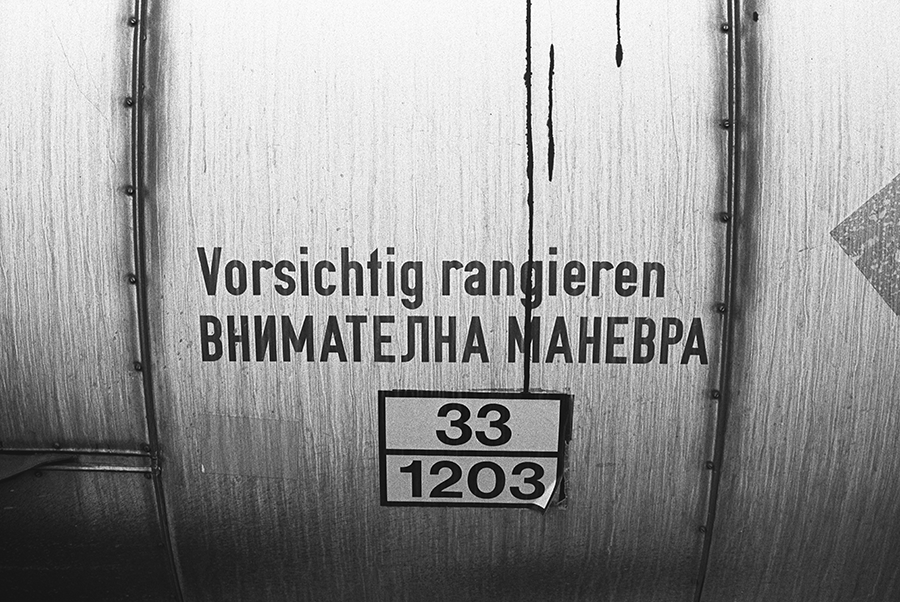 Vorsichtig rangieren
ВНИМАТЕЛНА МАНЕВРА
33
1203